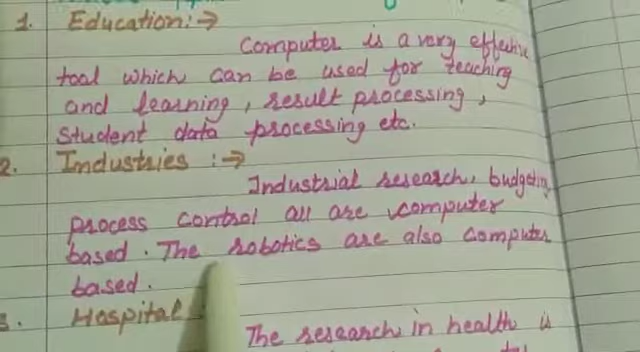 1. Education :→
Computer is a very effective
tool which can be used for teaching
and learning, result processing,
Student data processing etc.
2. Industries :→
Industrial research, budgeting
process control all are computer
based. The robotics are also computer
based.
3. Hospital :
The research in health is